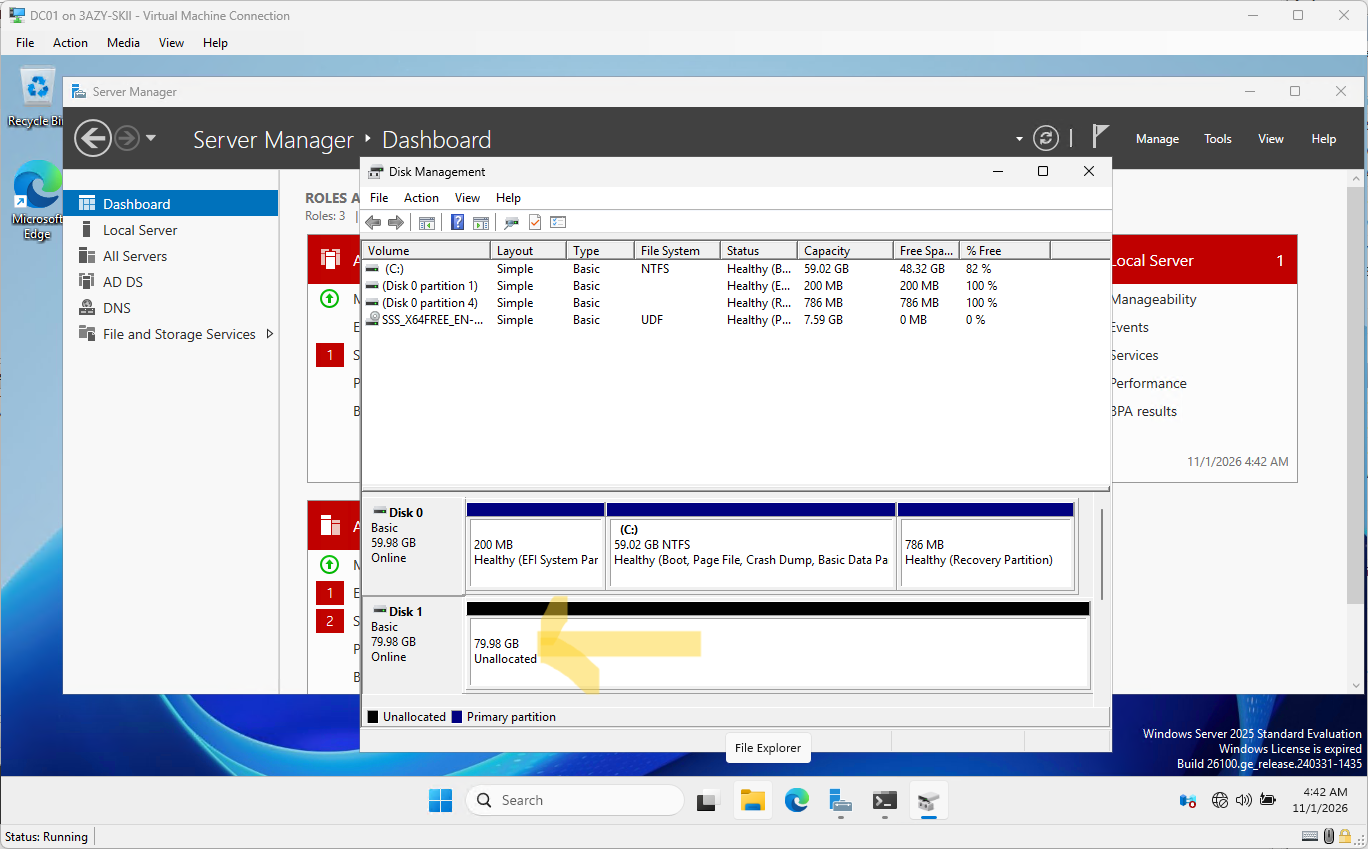 DC01 on 3AZY-SKII - Virtual Machine Connection
File Action Media View Help
Recycle Bi
Microsoft
Edge
Server Manager
Server Manager Dashboard
Manage Tools View Help
Dashboard
Local Server
All Servers
AD DS
DNS
File and Storage Services
ROLES A
Roles: 3 |
A
M
E
1 S
P
B
A
M
1 E
2 S
P
B
Local Server 1
Manageability
Events
Services
Performance
BPA results
11/1/2026 4:42 AM
Disk Management
File Action View Help
Volume Layout Type File System Status Capacity Free Spa... % Free
(C:) Simple Basic NTFS Healthy (B... 59.02 GB 48.32 GB 82 %
(Disk 0 partition 1) Simple Basic Healthy (E... 200 MB 200 MB 100 %
(Disk 0 partition 4) Simple Basic Healthy (R... 786 MB 786 MB 100 %
SSS_X64FREE_EN-... Simple Basic UDF Healthy (P... 7.59 GB 0 MB 0 %
Disk 0
Basic
59.98 GB
Online
200 MB
Healthy (EFI System Par
(C:)
59.02 GB NTFS
Healthy (Boot, Page File, Crash Dump, Basic Data Pa
786 MB
Healthy (Recovery Partition)
Disk 1
Basic
79.98 GB
Online
79.98 GB
Unallocated
Unallocated Primary partition
File Explorer
Windows Server 2025 Standard Evaluation
Windows License is expired
Build 26100.ge_release.240331-1435
Search
4:42 AM
11/1/2026
Status: Running